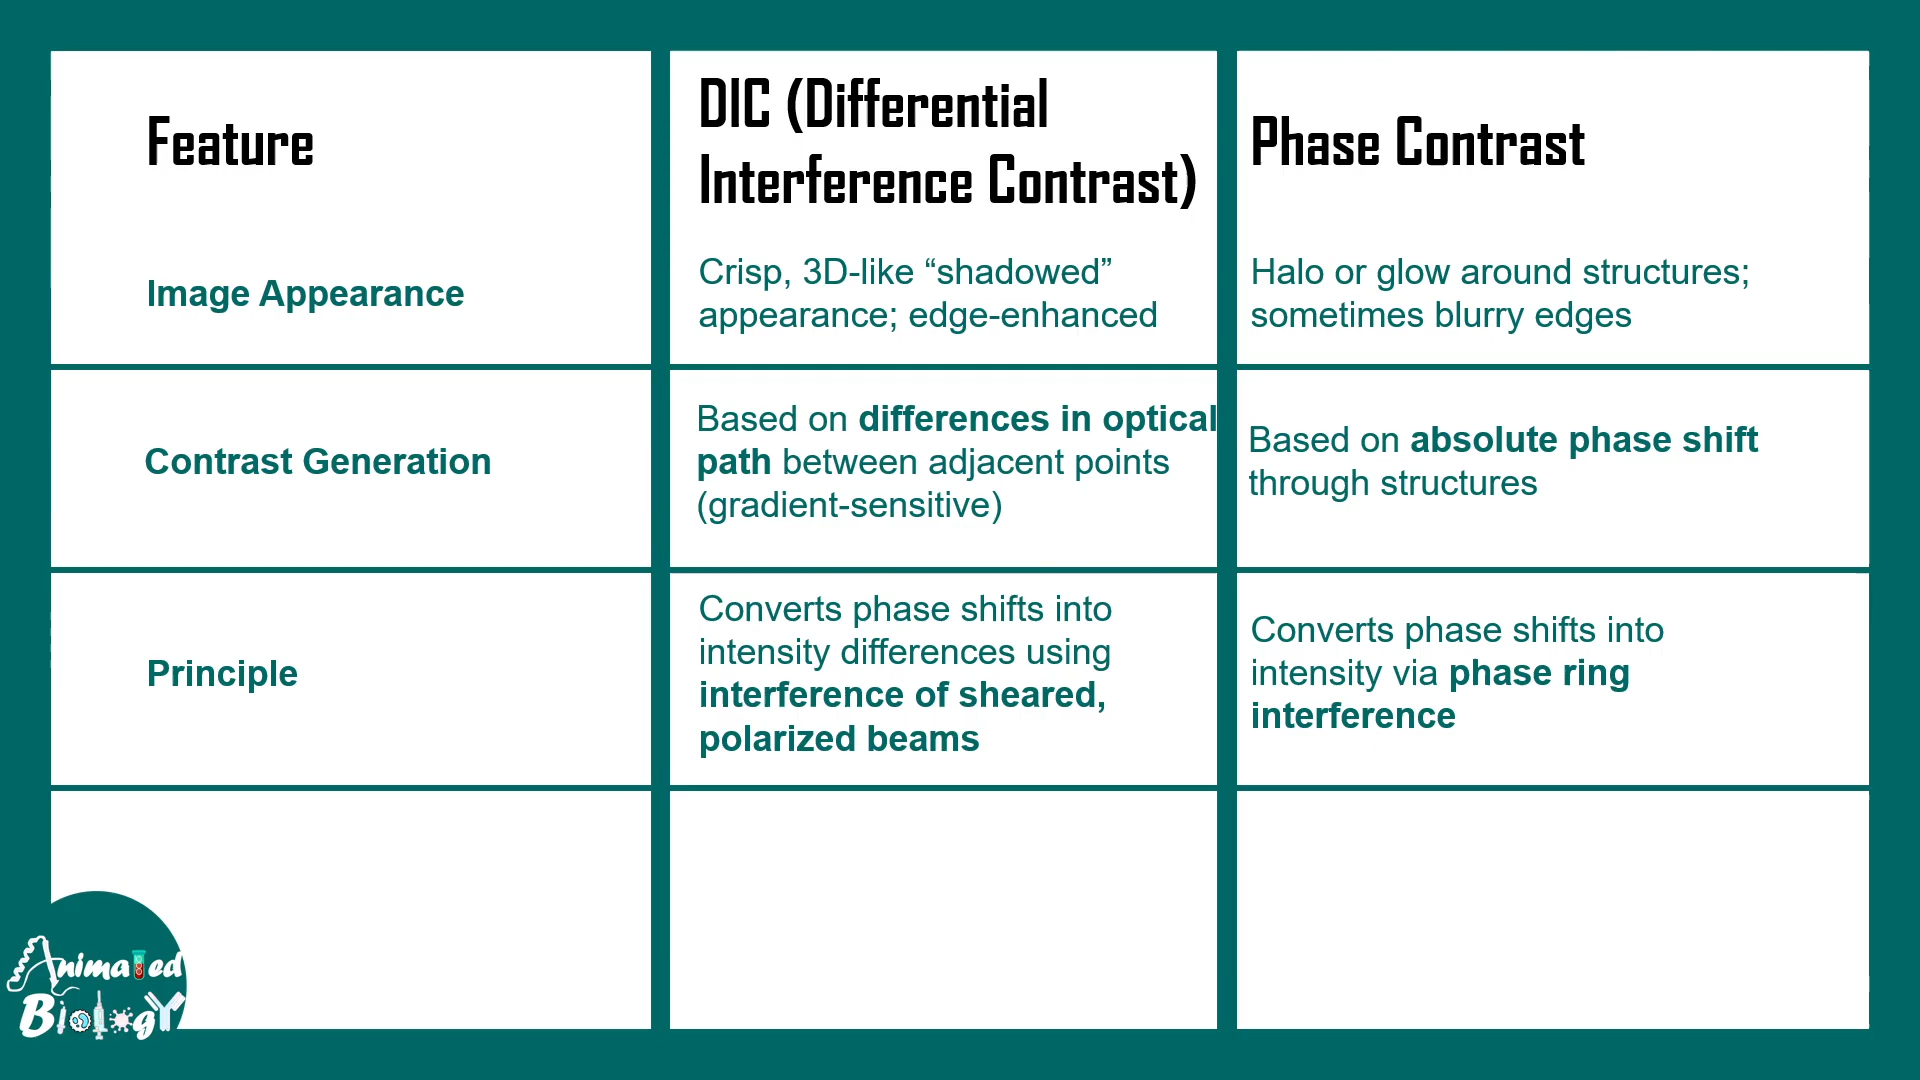 Feature
DIC (Differential
Interference Contrast)
Phase Contrast
Image Appearance
Crisp, 3D-like “shadowed”
appearance; edge-enhanced
Halo or glow around structures;
sometimes blurry edges
Contrast Generation
Based on differences in optical
path between adjacent points
(gradient-sensitive)
Based on absolute phase shift
through structures
Principle
Converts phase shifts into
intensity differences using
interference of sheared,
polarized beams
Converts phase shifts into
intensity via phase ring
interference
Animated
Biology